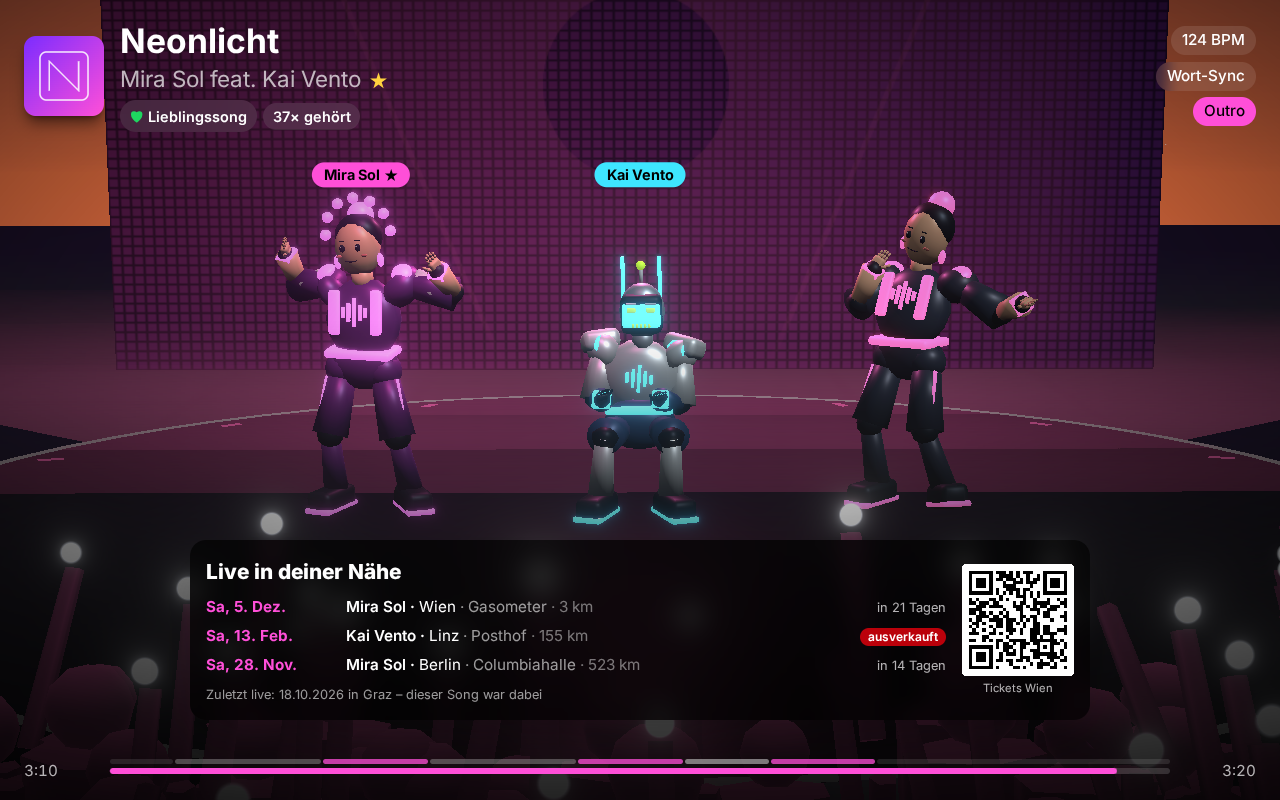 N
Neonlicht
Mira Sol feat. Kai Vento ★
Lieblingssong
37× gehört
124 BPM
Wort-Sync
Outro
Mira Sol ★
Kai Vento
Live in deiner Nähe
Sa, 5. Dez. Mira Sol · Wien · Gasometer · 3 km in 21 Tagen
Sa, 13. Feb. Kai Vento · Linz · Posthof · 155 km ausverkauft
Sa, 28. Nov. Mira Sol · Berlin · Columbiahalle · 523 km in 14 Tagen
Zuletzt live: 18.10.2026 in Graz – dieser Song war dabei
Tickets Wien
3:10
3:20